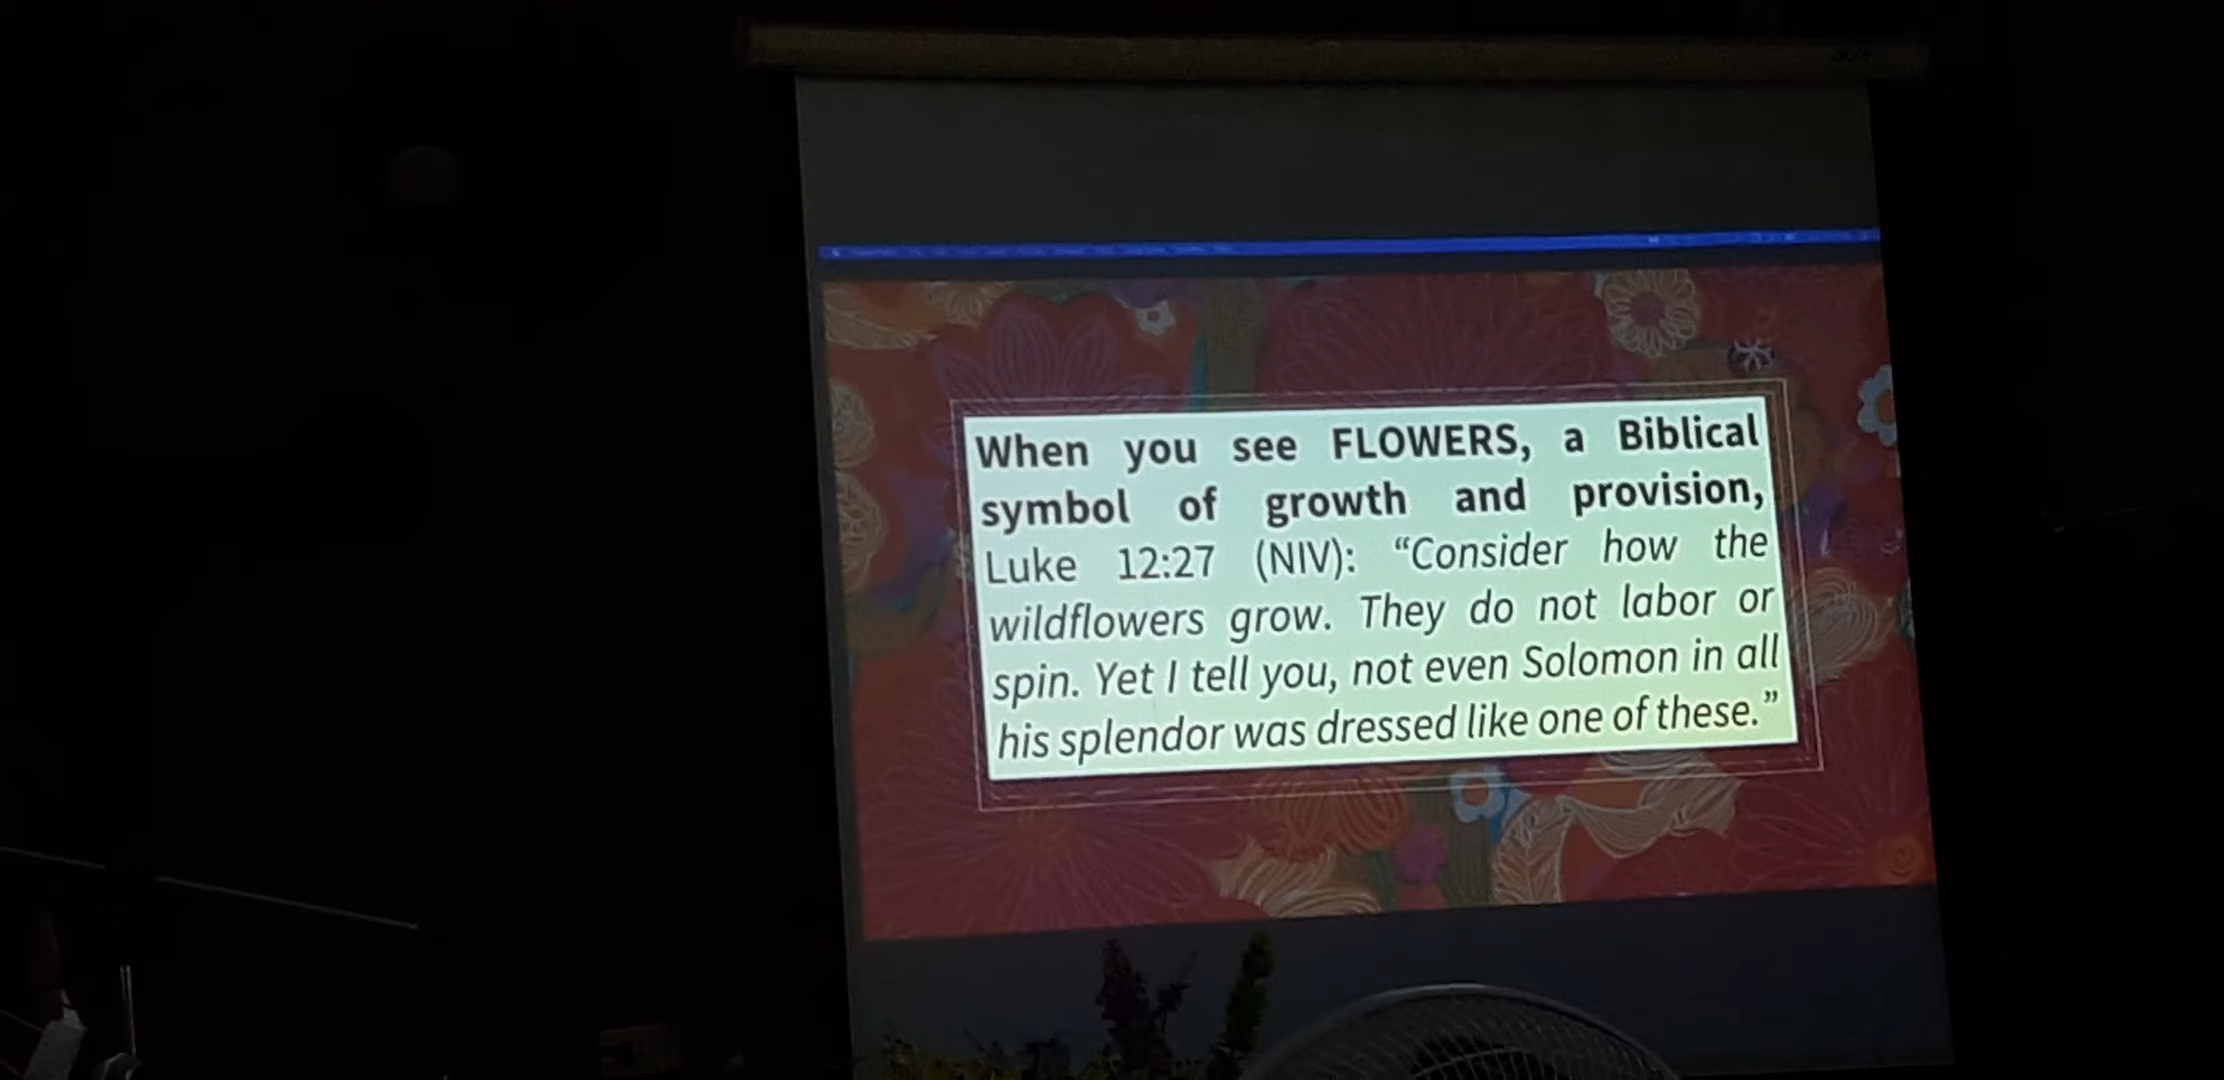 When you see FLOWERS, a Biblical
symbol of growth and provision,
Luke 12:27 (NIV): “Consider how the
wildflowers grow. They do not labor or
spin. Yet I tell you, not even Solomon in all
his splendor was dressed like one of these.”